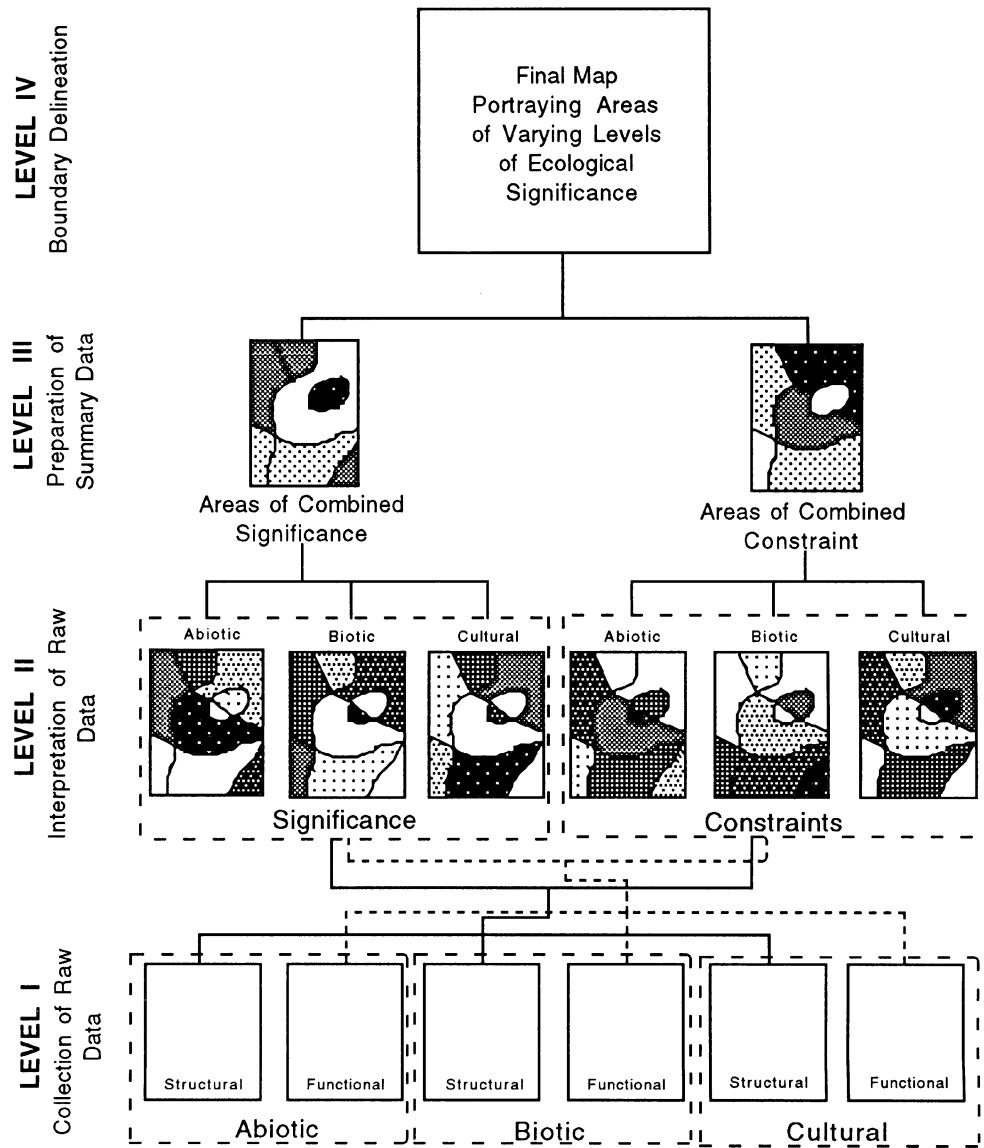 LEVEL IV
Boundary Delineation
Final Map
Portraying Areas
of Varying Levels
of Ecological
Significance
LEVEL III
Preparation of
Summary Data
Areas of Combined
Significance
Areas of Combined
Constraint
LEVEL II
Interpretation of Raw
Data
Abiotic
Biotic
Cultural
Significance
Abiotic
Biotic
Cultural
Constraints
LEVEL I
Collection of Raw
Data
Structural
Functional
Abiotic
Structural
Functional
Biotic
Structural
Functional
Cultural